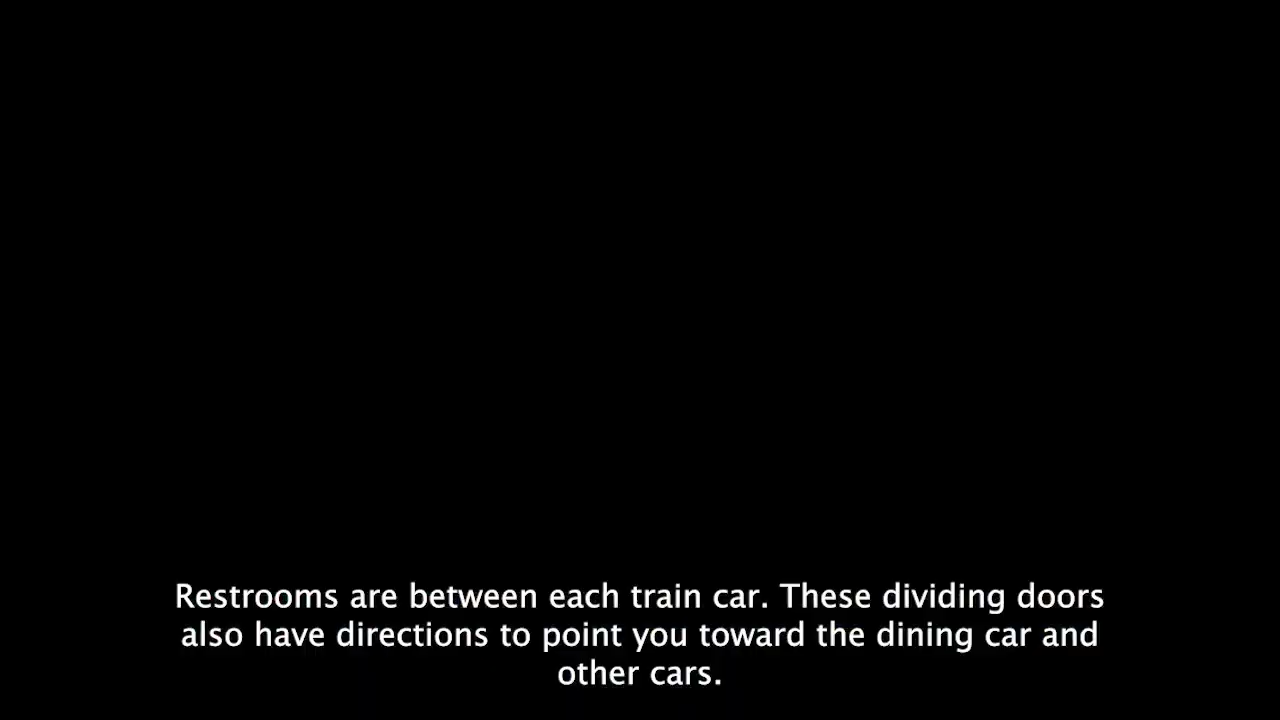 Restrooms are between each train car. These dividing doors
also have directions to point you toward the dining car and
other cars.